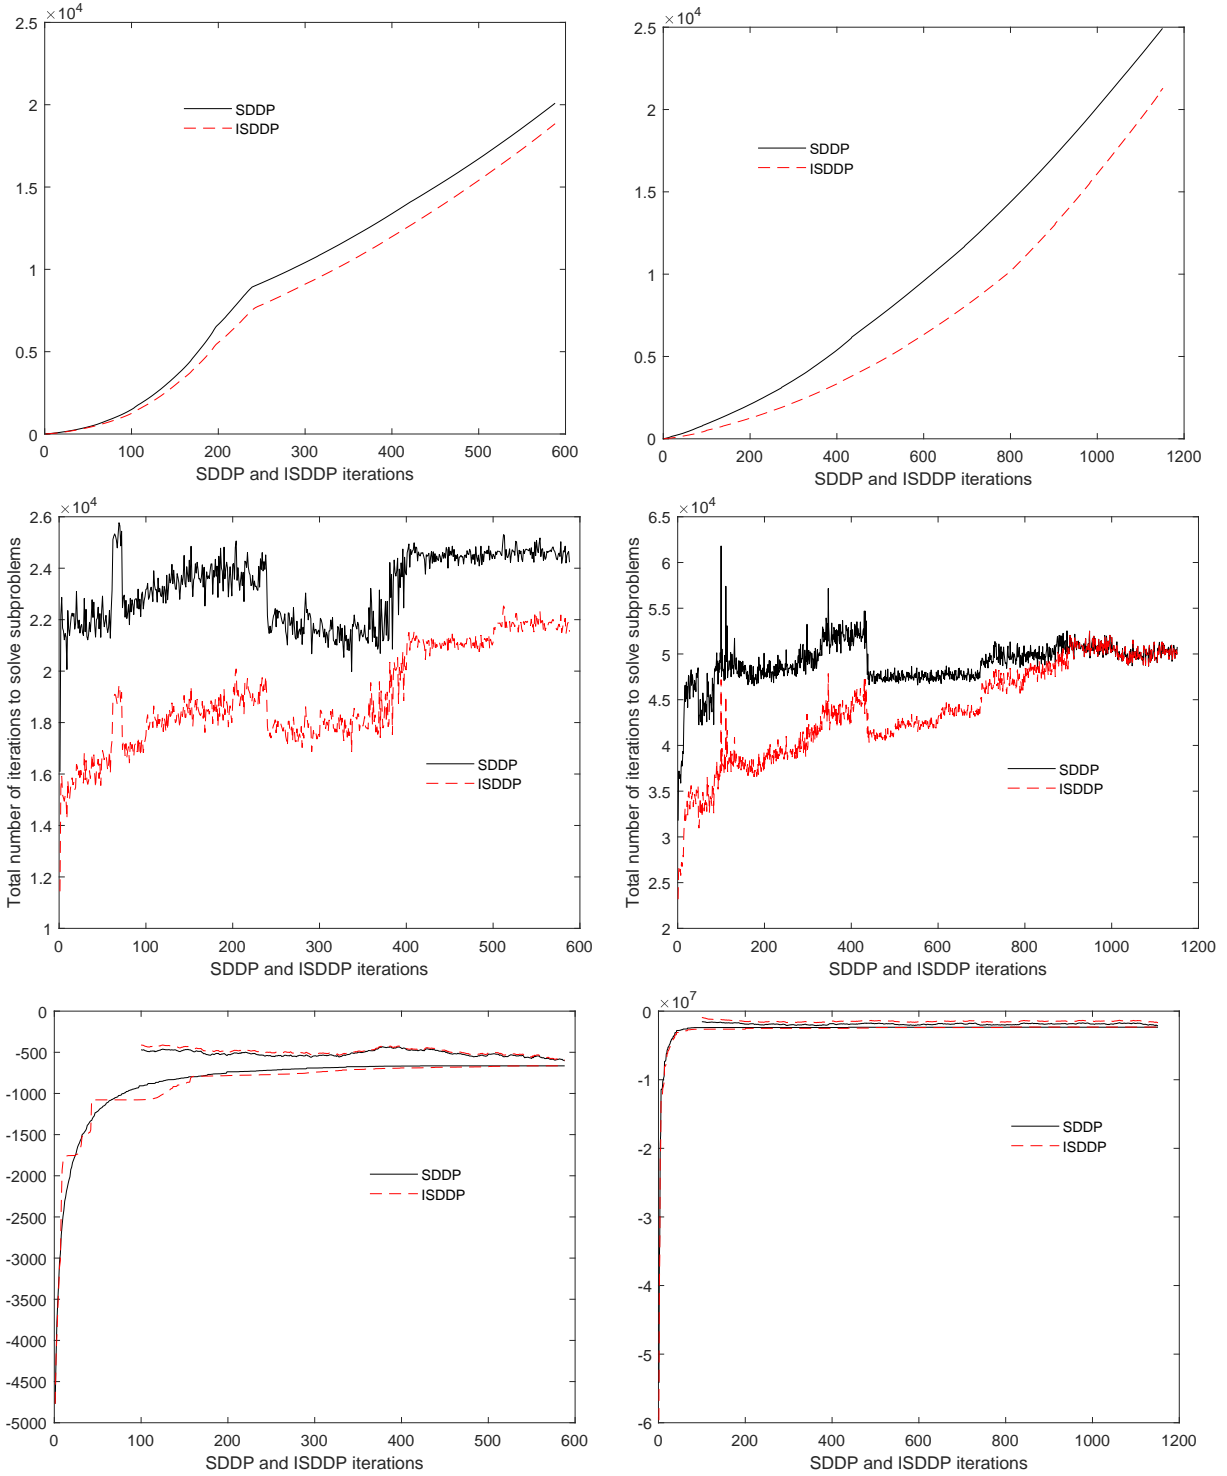 ×10^4
2.5
2
1.5
1
0.5
0
0 100 200 300 400 500 600
SDDP and ISDDP iterations
SDDP
ISDDP
×10^4
2.5
2
1.5
1
0.5
0
0 200 400 600 800 1000 1200
SDDP and ISDDP iterations
SDDP
ISDDP
×10^4
2.6
2.4
2.2
2
1.8
1.6
1.4
1.2
1
0 100 200 300 400 500 600
SDDP and ISDDP iterations
Total number of iterations to solve subproblems
SDDP
ISDDP
×10^4
6.5
6
5.5
5
4.5
4
3.5
3
2.5
2
0 200 400 600 800 1000 1200
SDDP and ISDDP iterations
Total number of iterations to solve subproblems
SDDP
ISDDP
0
-500
-1000
-1500
-2000
-2500
-3000
-3500
-4000
-4500
-5000
0 100 200 300 400 500 600
SDDP and ISDDP iterations
SDDP
ISDDP
×10^7
0
-1
-2
-3
-4
-5
-6
0 200 400 600 800 1000 1200
SDDP and ISDDP iterations
SDDP
ISDDP